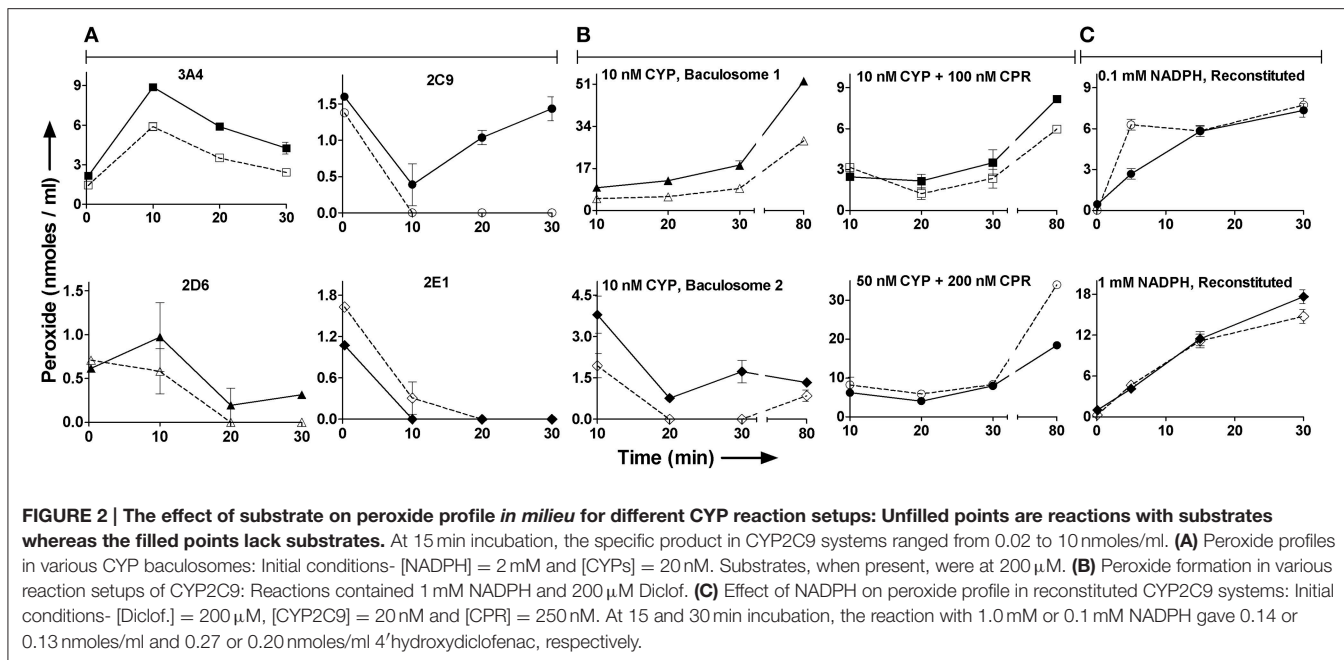 A
B
C
3A4
9
6
3
0
0 10 20 30
2C9
1.5
1.0
0.5
0.0
0 10 20 30
10 nM CYP, Baculosome 1
51
34
17
0
10 20 30 80
10 nM CYP + 100 nM CPR
9
6
3
0
10 20 30 80
0.1 mM NADPH, Reconstituted
9
6
3
0
0 10 20 30
Peroxide (nmoles / ml)
2D6
1.5
1.0
0.5
0.0
0 10 20 30
2E1
1.8
1.2
0.6
0.0
0 10 20 30
10 nM CYP, Baculosome 2
4.5
3.0
1.5
0.0
10 20 30 80
50 nM CYP + 200 nM CPR
30
20
10
0
10 20 30 80
1 mM NADPH, Reconstituted
18
12
6
0
0 10 20 30
Time (min)
FIGURE 2 | The effect of substrate on peroxide profile in milieu for different CYP reaction setups: Unfilled points are reactions with substrates
whereas the filled points lack substrates. At 15 min incubation, the specific product in CYP2C9 systems ranged from 0.02 to 10 nmoles/ml. (A) Peroxide profiles
in various CYP baculosomes: Initial conditions- [NADPH] = 2 mM and [CYPs] = 20 nM. Substrates, when present, were at 200 μM. (B) Peroxide formation in various
reaction setups of CYP2C9: Reactions contained 1 mM NADPH and 200 μM Diclof. (C) Effect of NADPH on peroxide profile in reconstituted CYP2C9 systems: Initial
conditions- [Diclof.] = 200 μM, [CYP2C9] = 20 nM and [CPR] = 250 nM. At 15 and 30 min incubation, the reaction with 1.0 mM or 0.1 mM NADPH gave 0.14 or
0.13 nmoles/ml and 0.27 or 0.20 nmoles/ml 4′hydroxydiclofenac, respectively.